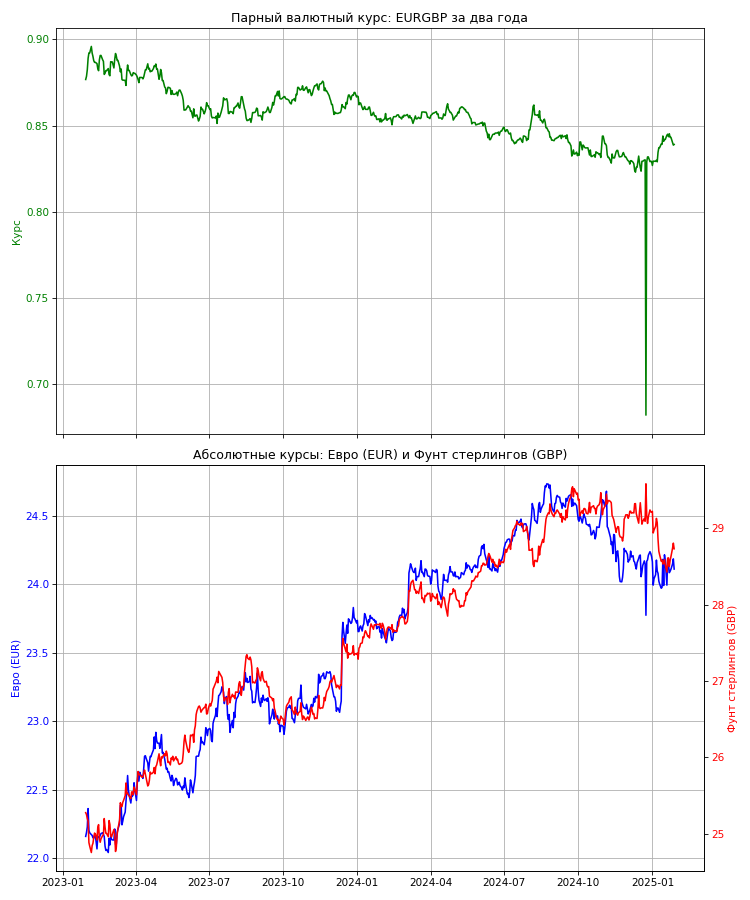 Парный валютный курс: EURGBP за два года
0.90
0.85
0.80
0.75
0.70
Курс
Абсолютные курсы: Евро (EUR) и Фунт стерлингов (GBP)
24.5
24.0
23.5
23.0
22.5
22.0
Евро (EUR)
29
28
27
26
25
Фунт стерлингов (GBP)
2023-01 2023-04 2023-07 2023-10 2024-01 2024-04 2024-07 2024-10 2025-01